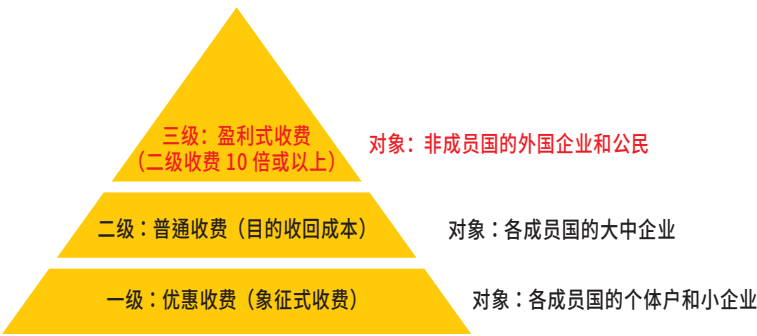 三级：盈利式收费
（二级收费 10 倍或以上）
对象：非成员国的外国企业和公民
二级：普通收费（目的收回成本）
对象：各成员国的大中企业
一级：优惠收费（象征式收费）
对象：各成员国的个体户和小企业